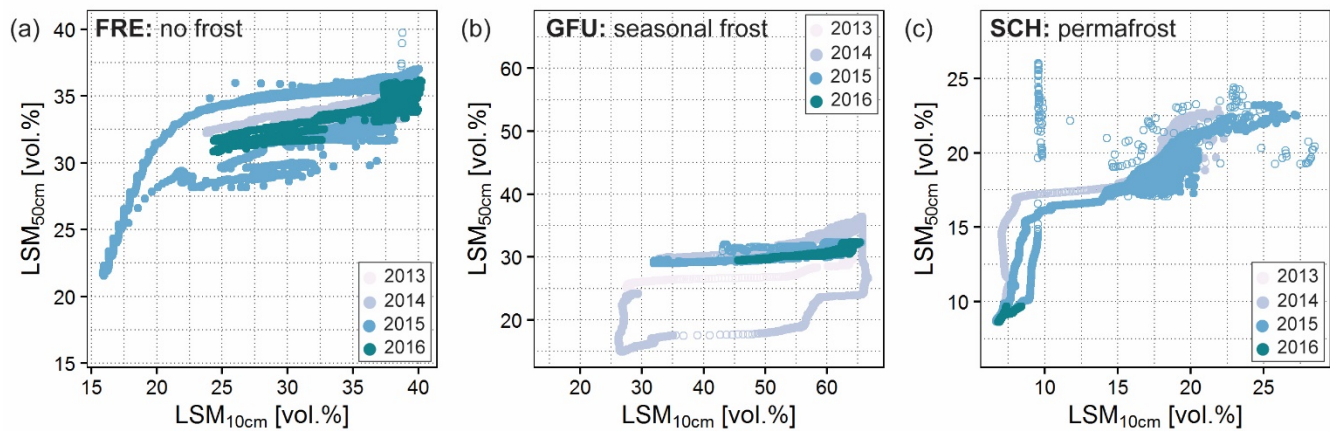 (a) FRE: no frost
LSM50cm [vol.%]
40
35
30
25
20
15
15 20 25 30 35 40
LSM10cm [vol.%]
2013
2014
2015
2016
(b) GFU: seasonal frost
LSM50cm [vol.%]
60
50
40
30
20
20 30 40 50 60
LSM10cm [vol.%]
2013
2014
2015
2016
(c) SCH: permafrost
LSM50cm [vol.%]
25
20
15
10
10 15 20 25
LSM10cm [vol.%]
2013
2014
2015
2016